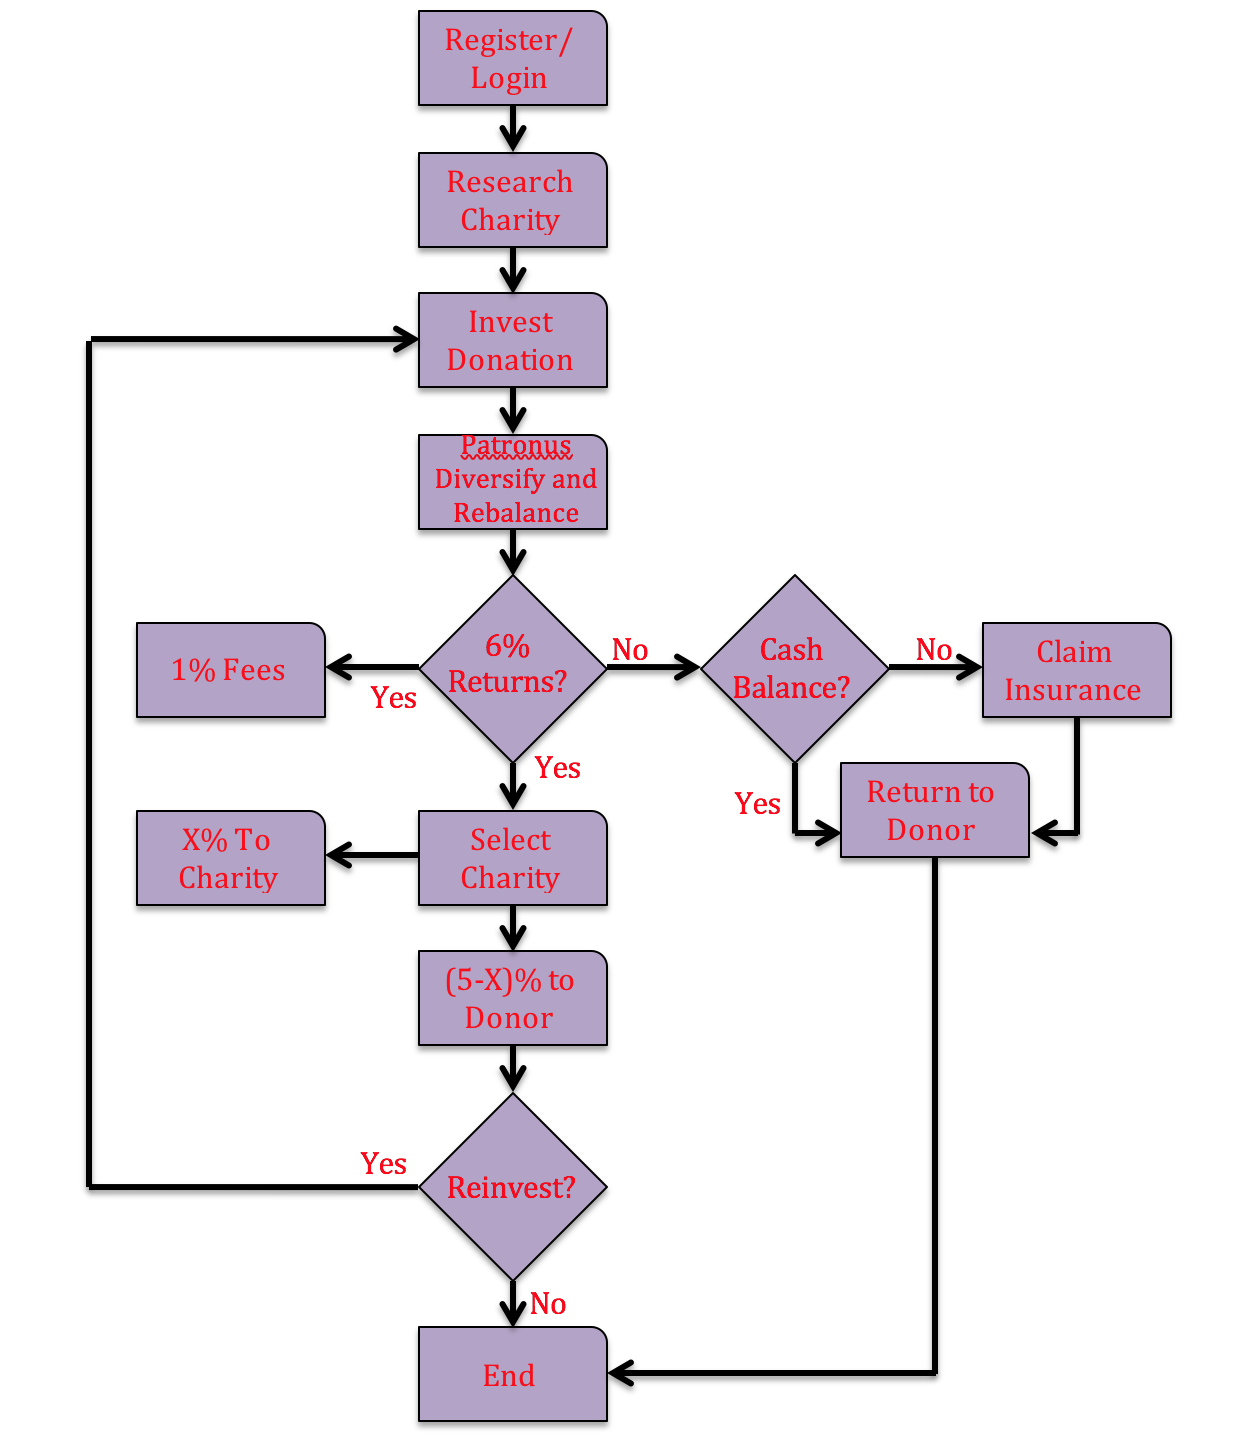 Register/
Login
Research
Charity
Invest
Donation
Patronus
Diversify and
Rebalance
6%
Returns?
No
Cash
Balance?
No
Claim
Insurance
1% Fees
Yes
Yes
Yes
Return to
Donor
X% To
Charity
Select
Charity
(5-X)% to
Donor
Yes
Reinvest?
No
End